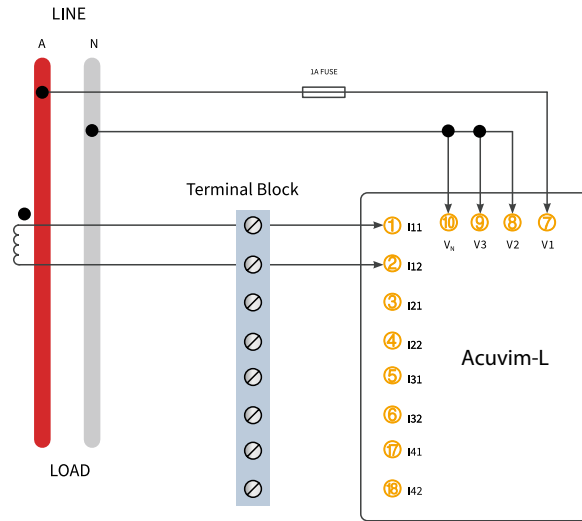 LINE
A N
1A FUSE
Terminal Block
1 I11
10 9 8 7
VN V3 V2 V1
2 I12
3 I21
4 I22
Acuvim-L
5 I31
6 I32
17 I41
18 I42
LOAD